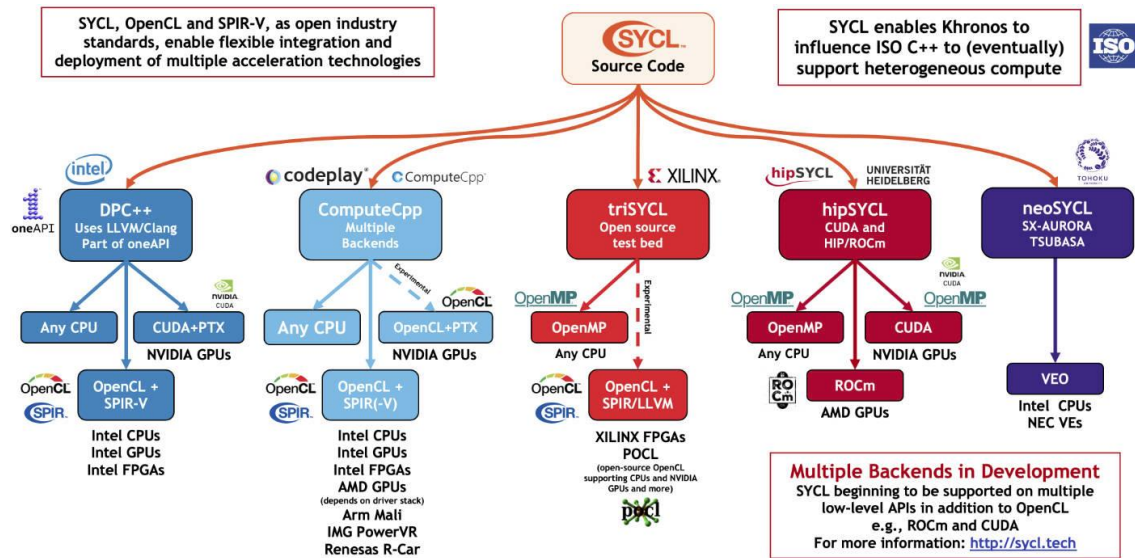 SYCL, OpenCL and SPIR-V, as open industry
standards, enable flexible integration and
deployment of multiple acceleration technologies
SYCL™
Source Code
SYCL enables Khronos to
influence ISO C++ to (eventually)
support heterogeneous compute
ISO
intel
oneAPI
DPC++
Uses LLVM/Clang
Part of oneAPI
NVIDIA
CUDA
Any CPU
CUDA+PTX
NVIDIA GPUs
OpenCL
SPIR
OpenCL +
SPIR-V
Intel CPUs
Intel GPUs
Intel FPGAs
codeplay®
ComputeCpp™
ComputeCpp
Multiple
Backends
Experimental
OpenCL
Any CPU
OpenCL+PTX
NVIDIA GPUs
OpenCL
SPIR
OpenCL +
SPIR(-V)
Intel CPUs
Intel GPUs
Intel FPGAs
AMD GPUs
(depends on driver stack)
Arm Mali
IMG PowerVR
Renesas R-Car
XILINX
triSYCL
Open source
test bed
Experimental
OpenMP
OpenMP
Any CPU
OpenCL
SPIR
OpenCL +
SPIR/LLVM
XILINX FPGAs
POCL
(open-source OpenCL
supporting CPUs and NVIDIA
GPUs and more)
pocl
hipSYCL
UNIVERSITÄT
HEIDELBERG
hipSYCL
CUDA and
HIP/ROCm
NVIDIA
CUDA
OpenMP
OpenMP
OpenMP
Any CPU
CUDA
NVIDIA GPUs
ROCm
ROCm
AMD GPUs
TOHOKU
UNIVERSITY
neoSYCL
SX-AURORA
TSUBASA
VEO
Intel CPUs
NEC VEs
Multiple Backends in Development
SYCL beginning to be supported on multiple
low-level APIs in addition to OpenCL
e.g., ROCm and CUDA
For more information: http://sycl.tech